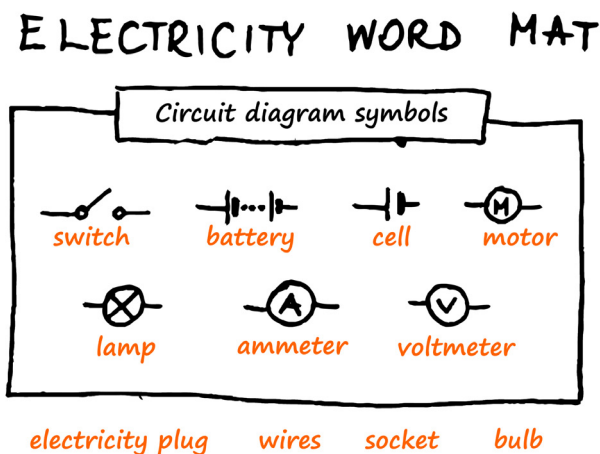 ELECTRICITY WORD MAT
Circuit diagram symbols
M
switch battery cell motor
A V
lamp ammeter voltmeter
electricity plug wires socket bulb